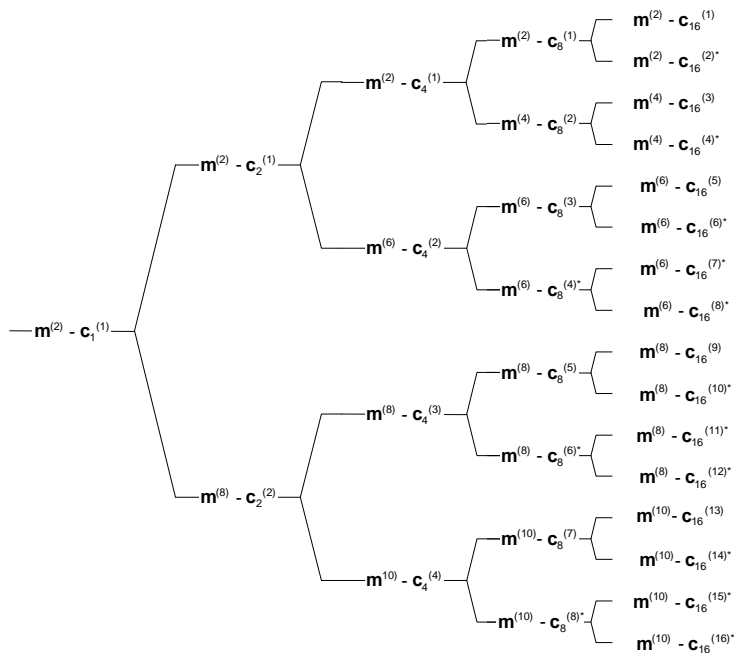 m⁽²⁾ - c₁₆⁽¹⁾
m⁽²⁾ - c₈⁽¹⁾
m⁽²⁾ - c₁₆⁽²⁾*
m⁽²⁾ - c₄⁽¹⁾
m⁽⁴⁾ - c₁₆⁽³⁾
m⁽⁴⁾ - c₈⁽²⁾
m⁽⁴⁾ - c₁₆⁽⁴⁾*
m⁽²⁾ - c₂⁽¹⁾
m⁽⁶⁾ - c₁₆⁽⁵⁾
m⁽⁶⁾ - c₈⁽³⁾
m⁽⁶⁾ - c₁₆⁽⁶⁾*
m⁽⁶⁾ - c₄⁽²⁾
m⁽⁶⁾ - c₁₆⁽⁷⁾*
m⁽⁶⁾ - c₈⁽⁴⁾*
m⁽⁶⁾ - c₁₆⁽⁸⁾*
m⁽²⁾ - c₁⁽¹⁾
m⁽⁸⁾ - c₁₆⁽⁹⁾
m⁽⁸⁾ - c₈⁽⁵⁾
m⁽⁸⁾ - c₁₆⁽¹⁰⁾*
m⁽⁸⁾ - c₄⁽³⁾
m⁽⁸⁾ - c₁₆⁽¹¹⁾*
m⁽⁸⁾ - c₈⁽⁶⁾*
m⁽⁸⁾ - c₁₆⁽¹²⁾*
m⁽⁸⁾ - c₂⁽²⁾
m⁽¹⁰⁾ - c₁₆⁽¹³⁾
m⁽¹⁰⁾ - c₈⁽⁷⁾
m⁽¹⁰⁾ - c₁₆⁽¹⁴⁾*
m¹⁰⁾ - c₄⁽⁴⁾
m⁽¹⁰⁾ - c₁₆⁽¹⁵⁾*
m⁽¹⁰⁾ - c₈⁽⁸⁾*
m⁽¹⁰⁾ - c₁₆⁽¹⁶⁾*